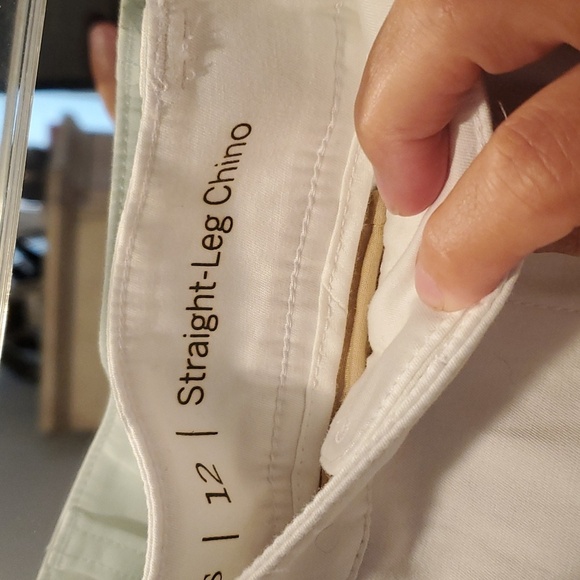 s | 12 | Straight-Leg Chino